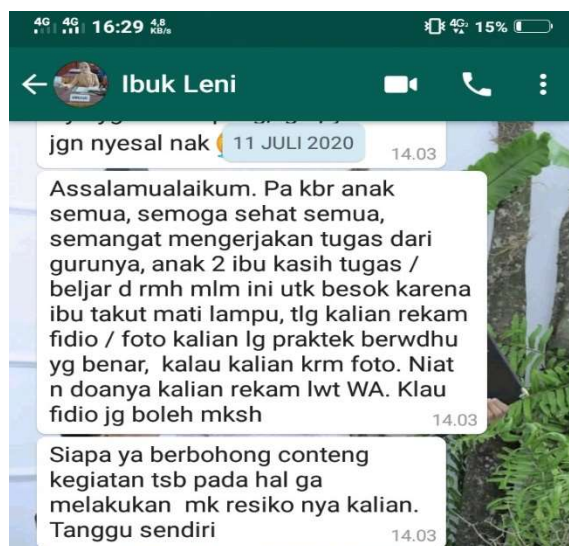 4G 4G 16:29 4,8 KB/s 4G 15%
Ibuk Leni
jgn nyesal nak 11 JULI 2020 14.03
Assalamualaikum. Pa kbr anak
semua, semoga sehat semua,
semangat mengerjakan tugas dari
gurunya, anak 2 ibu kasih tugas /
beljar d rmh mlm ini utk besok karena
ibu takut mati lampu, tlg kalian rekam
fidio / foto kalian lg praktek berwdhu
yg benar, kalau kalian krm foto. Niat
n doanya kalian rekam lwt WA. Klau
fidio jg boleh mksh 14.03
Siapa ya berbohong conteng
kegiatan tsb pada hal ga
melakukan mk resiko nya kalian.
Tanggu sendiri 14.03